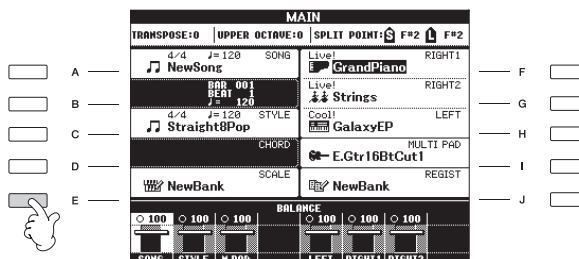 MAIN
TRANSPOSE:0 UPPER OCTAVE:0 SPLIT POINT: S F#2 L F#2
4/4 ♩=120 SONG
NewSong
BAR 001
BEAT 1
♩= 120
4/4 ♩=120 STYLE
Straight8Pop
CHORD
SCALE
NewBank
Live! RIGHT1
GrandPiano
Live! RIGHT2
Strings
Cool! LEFT
GalaxyEP
MULTI PAD
E.Gtr16BtCut1
REGIST
NewBank
A
B
C
D
E
F
G
H
I
J
BALANCE
100 100 100 100 100 100
SONG STYLE M.PAD LEFT RIGHT1 RIGHT2